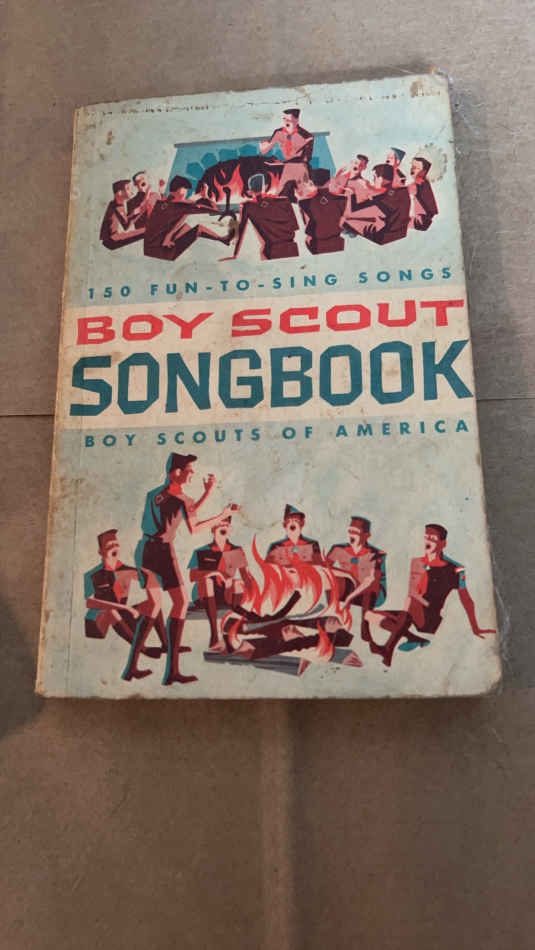 150 FUN-TO-SING SONGS
BOY SCOUT
SONGBOOK
BOY SCOUTS OF AMERICA